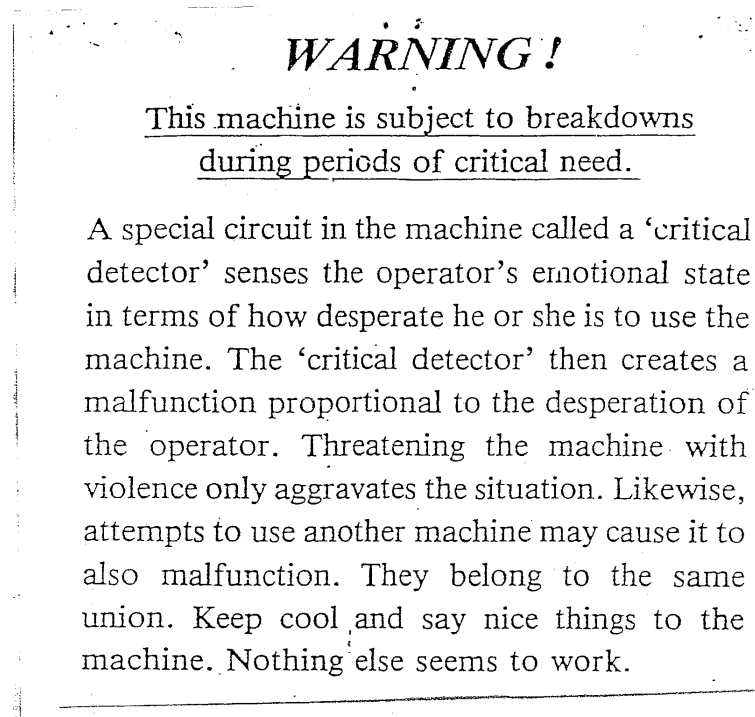 WARNING!
This machine is subject to breakdowns
during periods of critical need.
A special circuit in the machine called a ‘critical
detector’ senses the operator’s emotional state
in terms of how desperate he or she is to use the
machine. The ‘critical detector’ then creates a
malfunction proportional to the desperation of
the operator. Threatening the machine with
violence only aggravates the situation. Likewise,
attempts to use another machine may cause it to
also malfunction. They belong to the same
union. Keep cool and say nice things to the
machine. Nothing else seems to work.